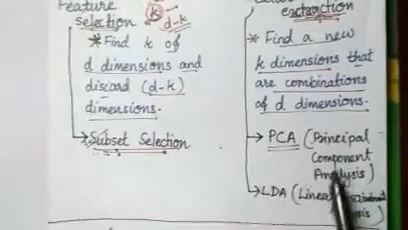 Feature
selection k d-k
*Find k of
d dimensions and
discard (d-k)
dimensions.
Subset Selection
extraction
* Find a new
k dimensions that
are combinations
of d dimensions.
PCA (Principal
Component
Analysis)
LDA (Linear